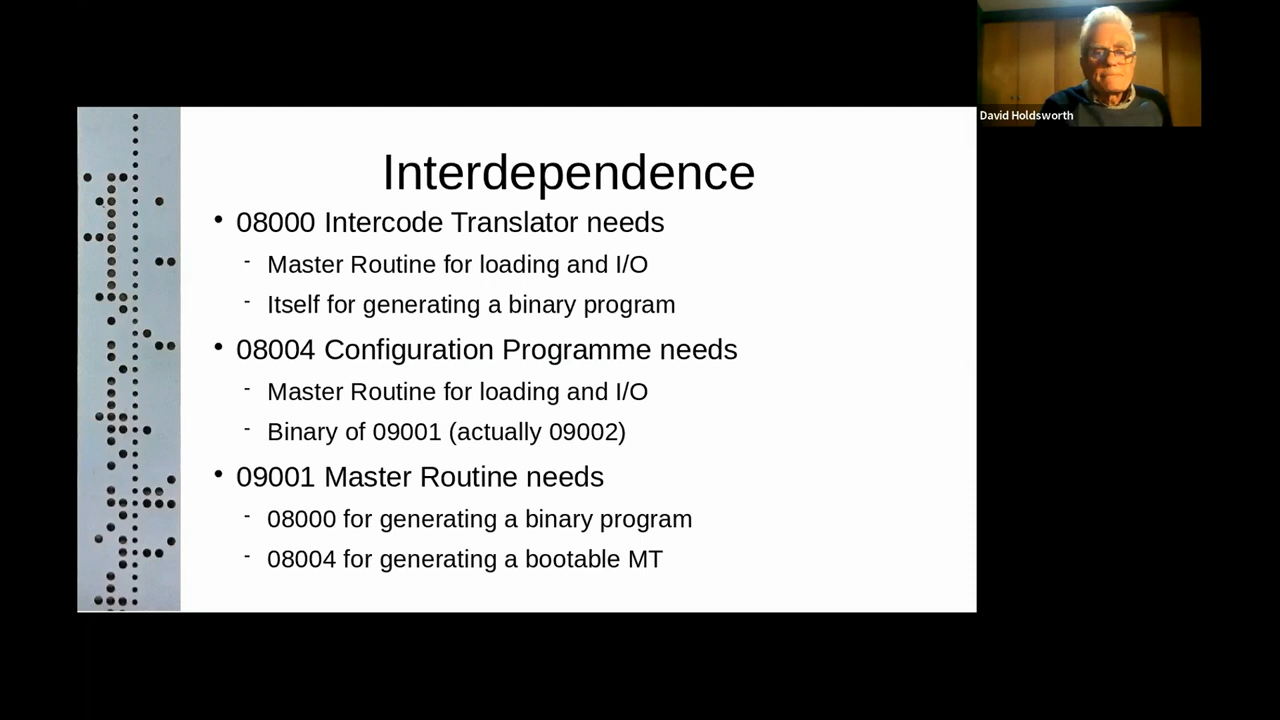 Interdependence
• 08000 Intercode Translator needs
- Master Routine for loading and I/O
- Itself for generating a binary program
• 08004 Configuration Programme needs
- Master Routine for loading and I/O
- Binary of 09001 (actually 09002)
• 09001 Master Routine needs
- 08000 for generating a binary program
- 08004 for generating a bootable MT
David Holdsworth